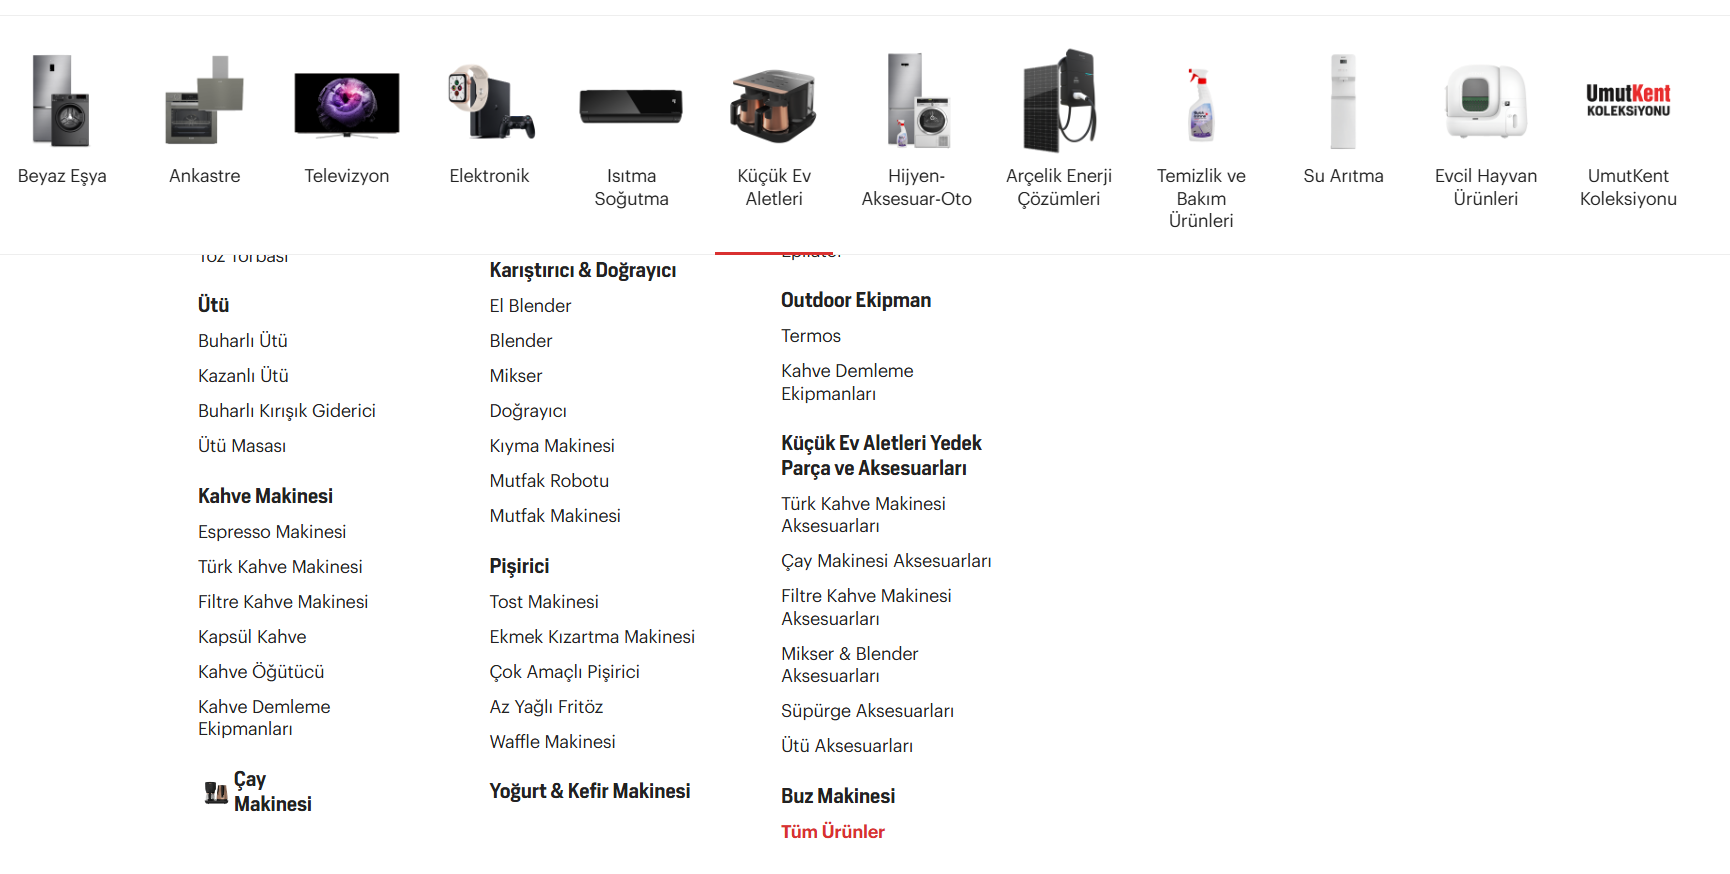 Beyaz Eşya
Ankastre
Televizyon
Elektronik
Isıtma
Soğutma
Küçük Ev
Aletleri
Hijyen-
Aksesuar-Oto
Arçelik Enerji
Çözümleri
Temizlik ve
Bakım
Ürünleri
Su Arıtma
Evcil Hayvan
Ürünleri
UmutKent
KOLEKSİYONU
UmutKent
Koleksiyonu
Toz Torbası
Ütü
Buharlı Ütü
Kazanlı Ütü
Buharlı Kırışık Giderici
Ütü Masası
Kahve Makinesi
Espresso Makinesi
Türk Kahve Makinesi
Filtre Kahve Makinesi
Kapsül Kahve
Kahve Öğütücü
Kahve Demleme
Ekipmanları
Çay
Makinesi
Karıştırıcı & Doğrayıcı
El Blender
Blender
Mikser
Doğrayıcı
Kıyma Makinesi
Mutfak Robotu
Mutfak Makinesi
Pişirici
Tost Makinesi
Ekmek Kızartma Makinesi
Çok Amaçlı Pişirici
Az Yağlı Fritöz
Waffle Makinesi
Yoğurt & Kefir Makinesi
Epilatör
Outdoor Ekipman
Termos
Kahve Demleme
Ekipmanları
Küçük Ev Aletleri Yedek
Parça ve Aksesuarları
Türk Kahve Makinesi
Aksesuarları
Çay Makinesi Aksesuarları
Filtre Kahve Makinesi
Aksesuarları
Mikser & Blender
Aksesuarları
Süpürge Aksesuarları
Ütü Aksesuarları
Buz Makinesi
Tüm Ürünler